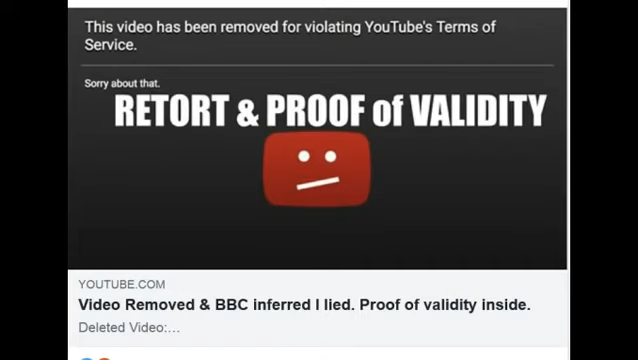 This video has been removed for violating YouTube's Terms of
Service.
Sorry about that.
RETORT & PROOF of VALIDITY
YOUTUBE.COM
Video Removed & BBC inferred I lied. Proof of validity inside.
Deleted Video:...